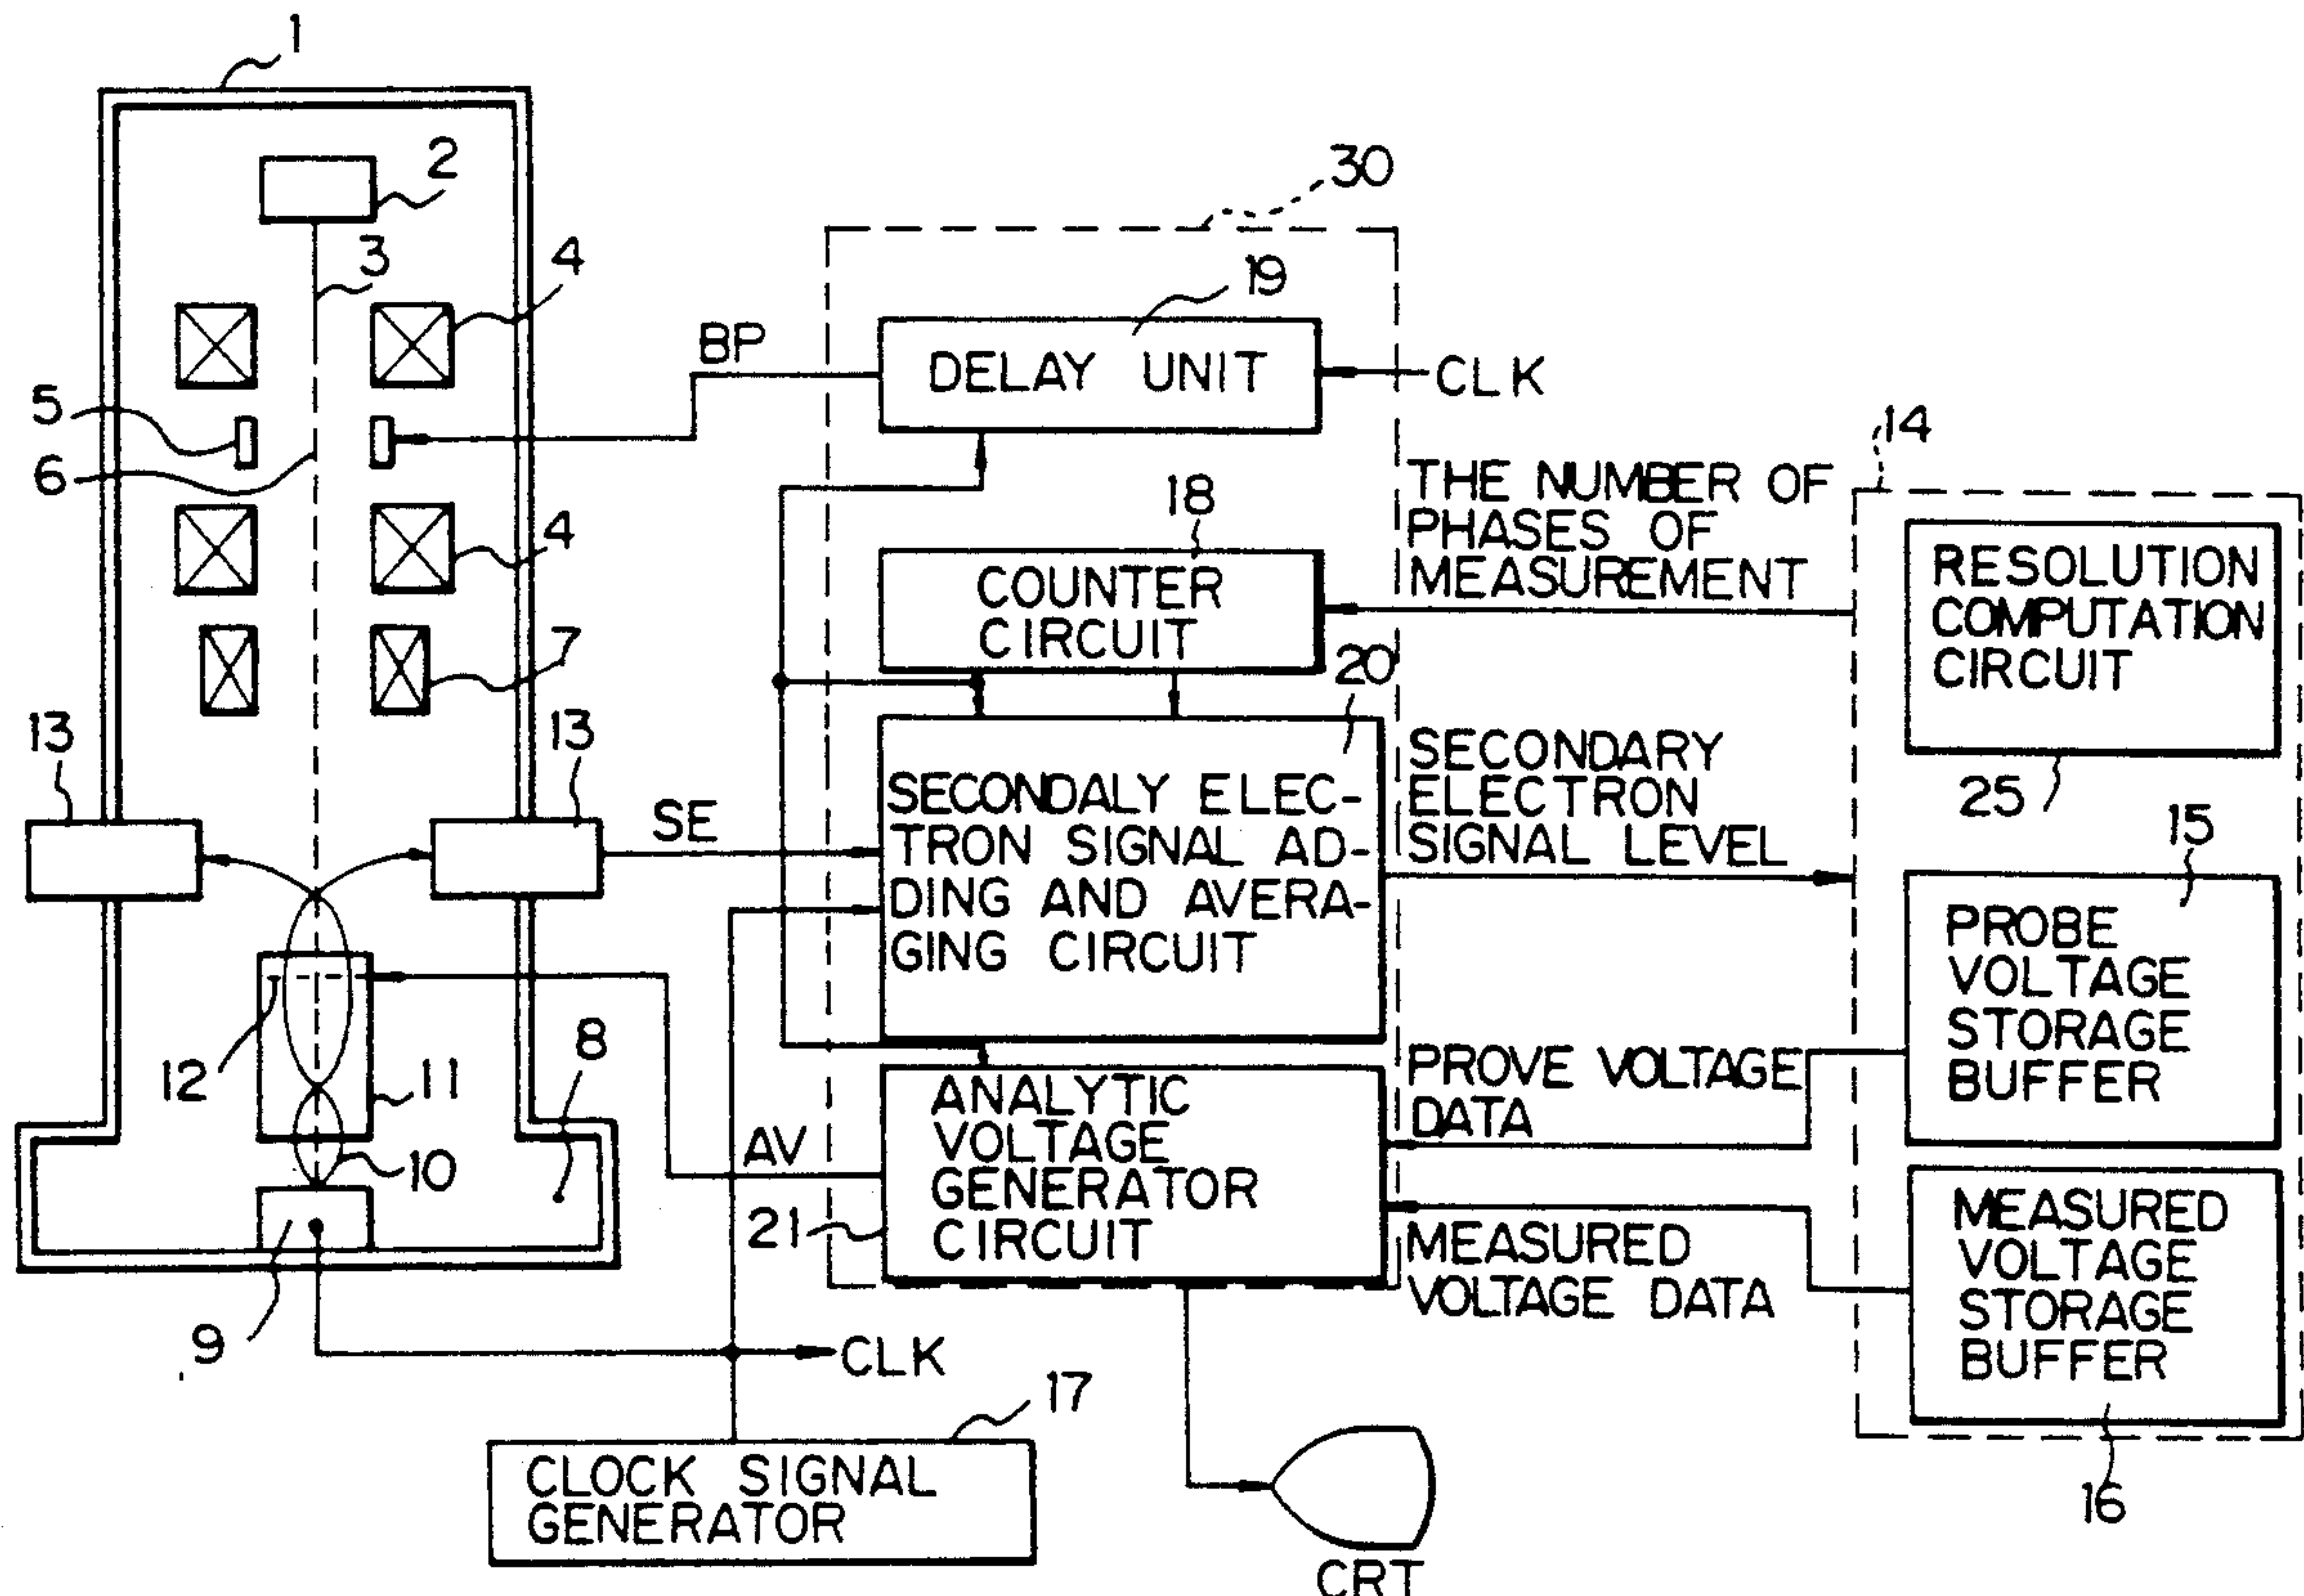 1
2
3
4
5
6
4
7
13
13
SE
BP
12
11
10
8
9
AV
30
19
DELAY UNIT
CLK
18
COUNTER
CIRCUIT
THE NUMBER OF
PHASES OF
MEASUREMENT
20
SECONDALY ELEC-
TRON SIGNAL AD-
DING AND AVERA-
GING CIRCUIT
SECONDARY
ELECTRON
SIGNAL LEVEL
21
ANALYTIC
VOLTAGE
GENERATOR
CIRCUIT
PROVE VOLTAGE
DATA
MEASURED
VOLTAGE DATA
14
RESOLUTION
COMPUTATION
CIRCUIT
25
15
PROBE
VOLTAGE
STORAGE
BUFFER
MEASURED
VOLTAGE
STORAGE
BUFFER
16
CLK
17
CLOCK SIGNAL
GENERATOR
CRT